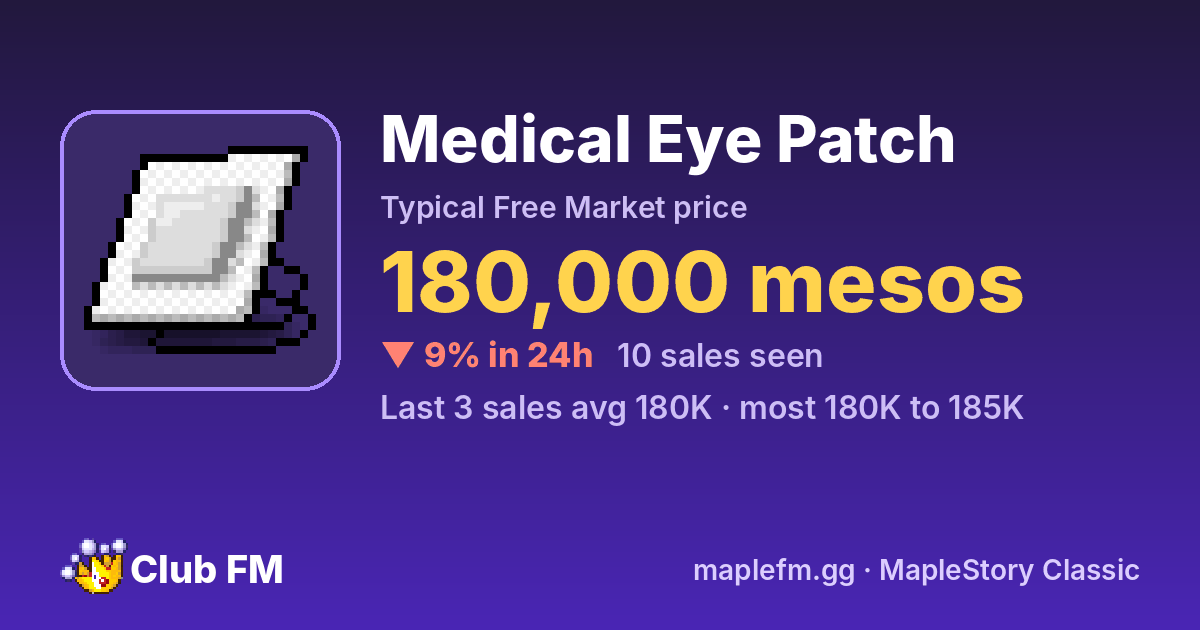 Medical Eye Patch
Typical Free Market price
180,000 mesos
▼ 9% in 24h 10 sales seen
Last 3 sales avg 180K · most 180K to 185K
Club FM
maplefm.gg · MapleStory Classic